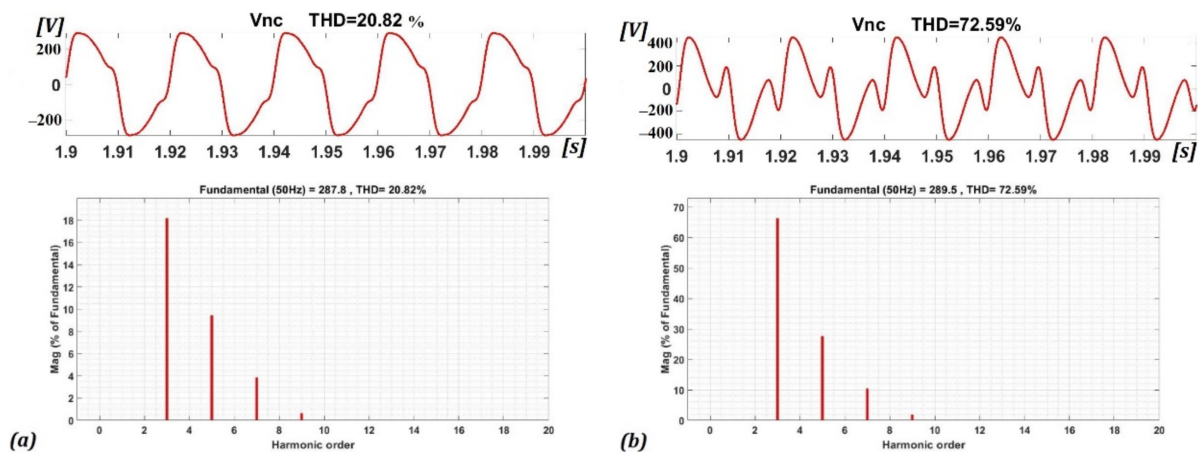 Vnc THD=20.82 %
[V]
200
0
−200
1.9 1.91 1.92 1.93 1.94 1.95 1.96 1.97 1.98 1.99 [s]
Fundamental (50Hz) = 287.8 , THD= 20.82%
Mag (% of Fundamental)
18
16
14
12
10
8
6
4
2
0
0 2 4 6 8 10 12 14 16 18 20
Harmonic order
(a)
Vnc THD=72.59%
[V]
400
200
0
−200
−400
1.9 1.91 1.92 1.93 1.94 1.95 1.96 1.97 1.98 1.99 [s]
Fundamental (50Hz) = 289.5 , THD= 72.59%
Mag (% of Fundamental)
70
60
50
40
30
20
10
0
0 2 4 6 8 10 12 14 16 18 20
Harmonic order
(b)